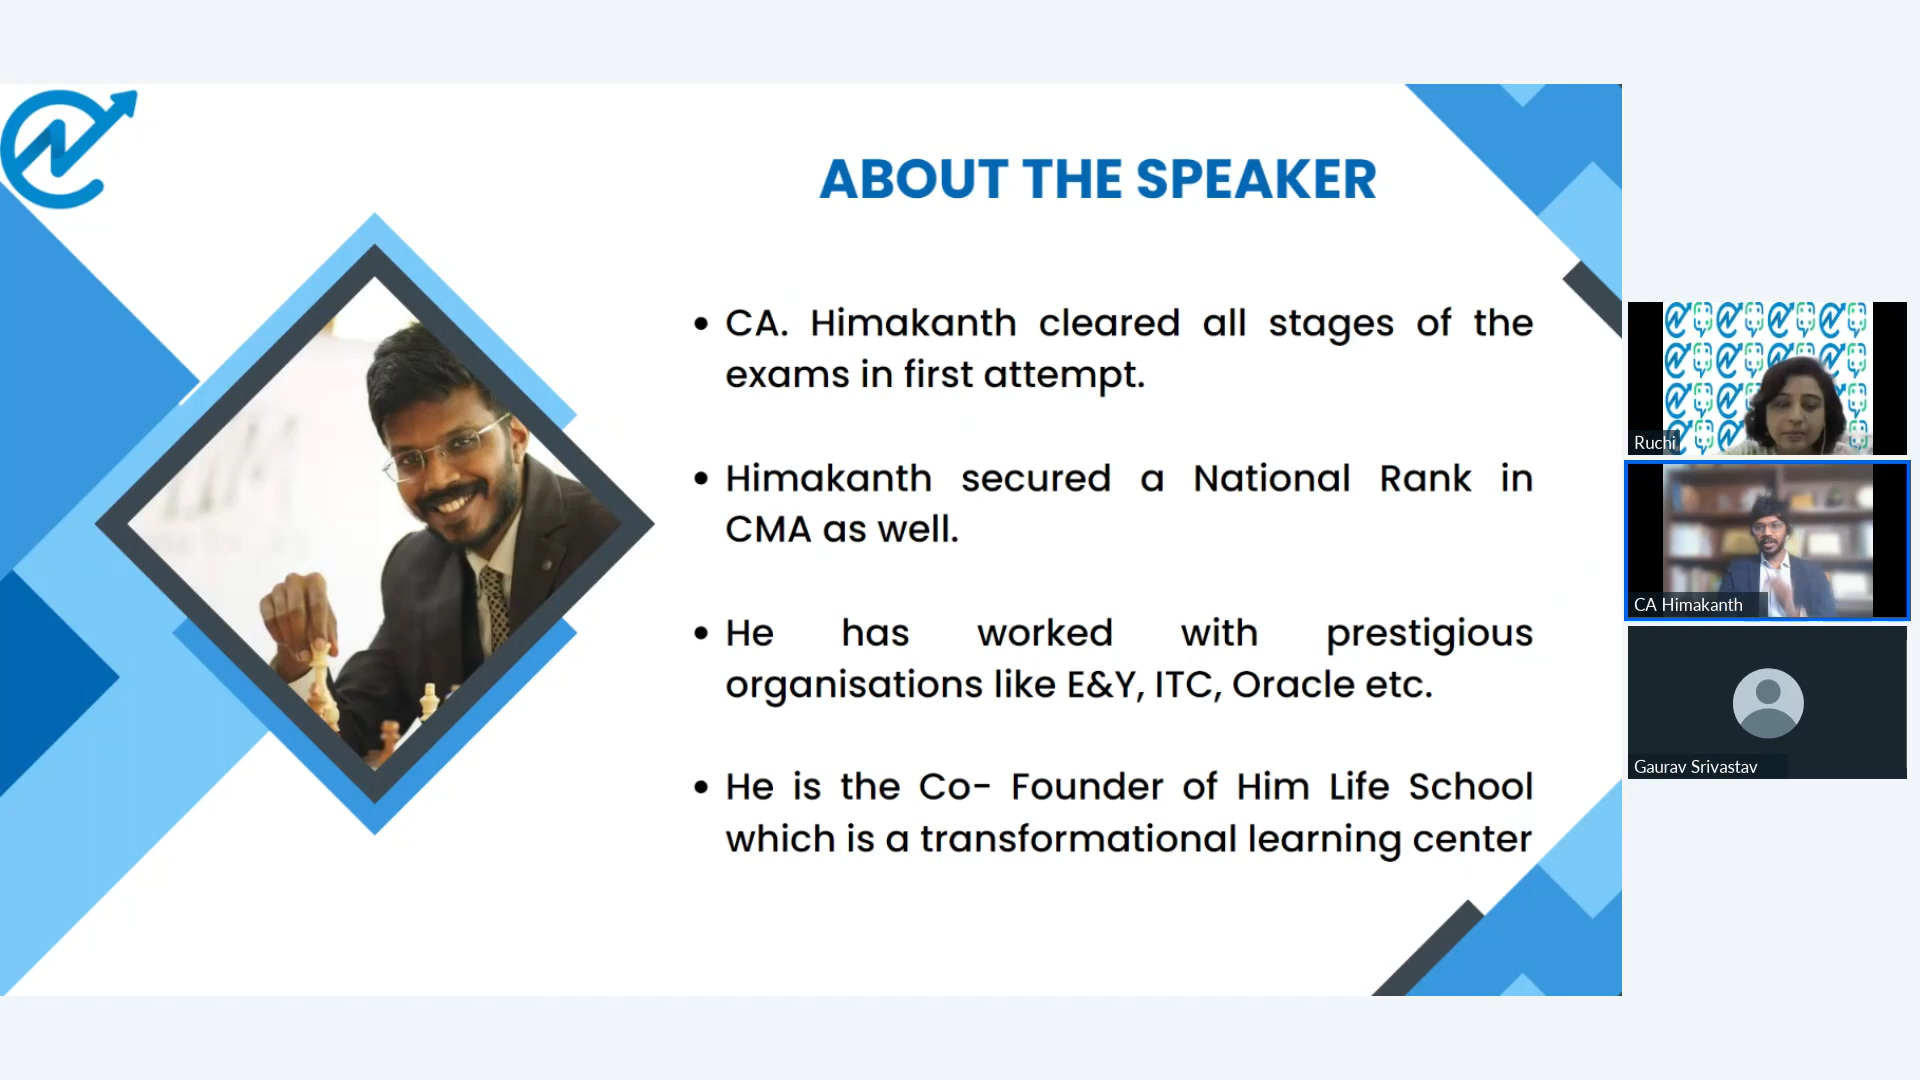 ABOUT THE SPEAKER
• CA. Himakanth cleared all stages of the
exams in first attempt.
• Himakanth secured a National Rank in
CMA as well.
• He has worked with prestigious
organisations like E&Y, ITC, Oracle etc.
• He is the Co- Founder of Him Life School
which is a transformational learning center
Ruchi
CA Himakanth
Gaurav Srivastav